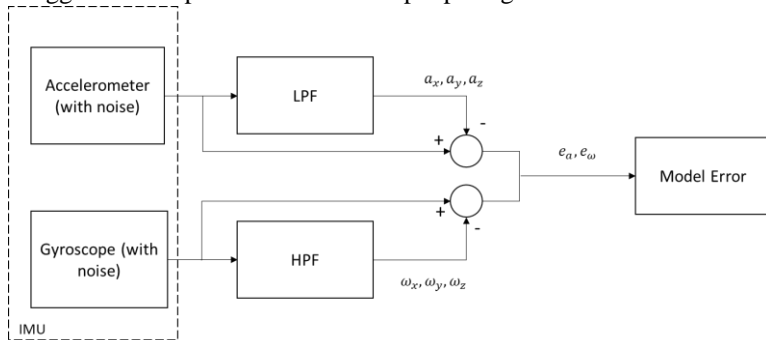 Accelerometer
(with noise)
LPF
a_x, a_y, a_z
-
+
e_a, e_ω
Model Error
+
-
Gyroscope (with
noise)
HPF
ω_x, ω_y, ω_z
IMU